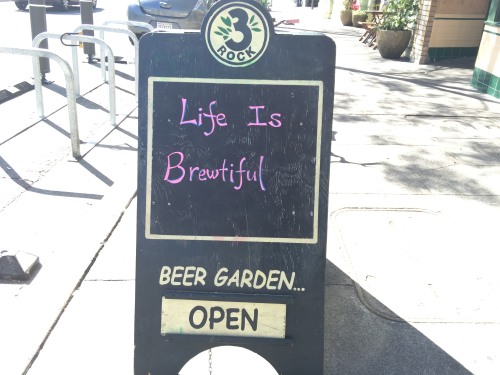 3
ROCK
Life Is
Brewtiful
BEER GARDEN...
OPEN